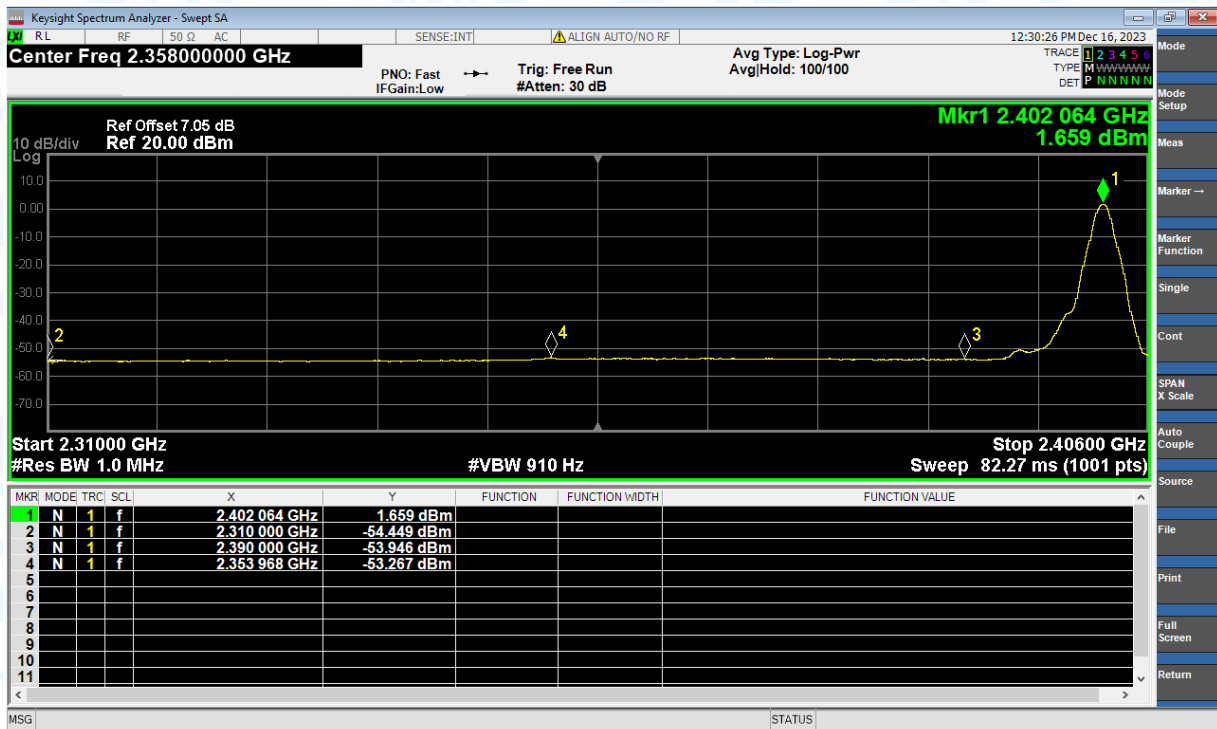 Keysight Spectrum Analyzer - Swept SA
LXI RL RF 50 Ω AC SENSE:INT ALIGN AUTO/NO RF 12:30:26 PM Dec 16, 2023
Center Freq 2.358000000 GHz
PNO: Fast
IFGain:Low
Trig: Free Run
#Atten: 30 dB
Avg Type: Log-Pwr
Avg|Hold: 100/100
TRACE 1 2 3 4 5 6
TYPE M WWWWW
DET P N N N N N
Ref Offset 7.05 dB
Ref 20.00 dBm
10 dB/div
Log
Mkr1 2.402 064 GHz
1.659 dBm
10.0
0.00
-10.0
-20.0
-30.0
-40.0
-50.0
-60.0
-70.0
1
2
4
3
Start 2.31000 GHz
Stop 2.40600 GHz
#Res BW 1.0 MHz
#VBW 910 Hz
Sweep 82.27 ms (1001 pts)
MKR MODE TRC SCL X Y FUNCTION FUNCTION WIDTH FUNCTION VALUE
1 N 1 f 2.402 064 GHz 1.659 dBm
2 N 1 f 2.310 000 GHz -54.449 dBm
3 N 1 f 2.390 000 GHz -53.946 dBm
4 N 1 f 2.353 968 GHz -53.267 dBm
5
6
7
8
9
10
11
MSG
STATUS
Mode
Mode
Setup
Meas
Marker →
Marker
Function
Single
Cont
SPAN
X Scale
Auto
Couple
Source
File
Print
Full
Screen
Return